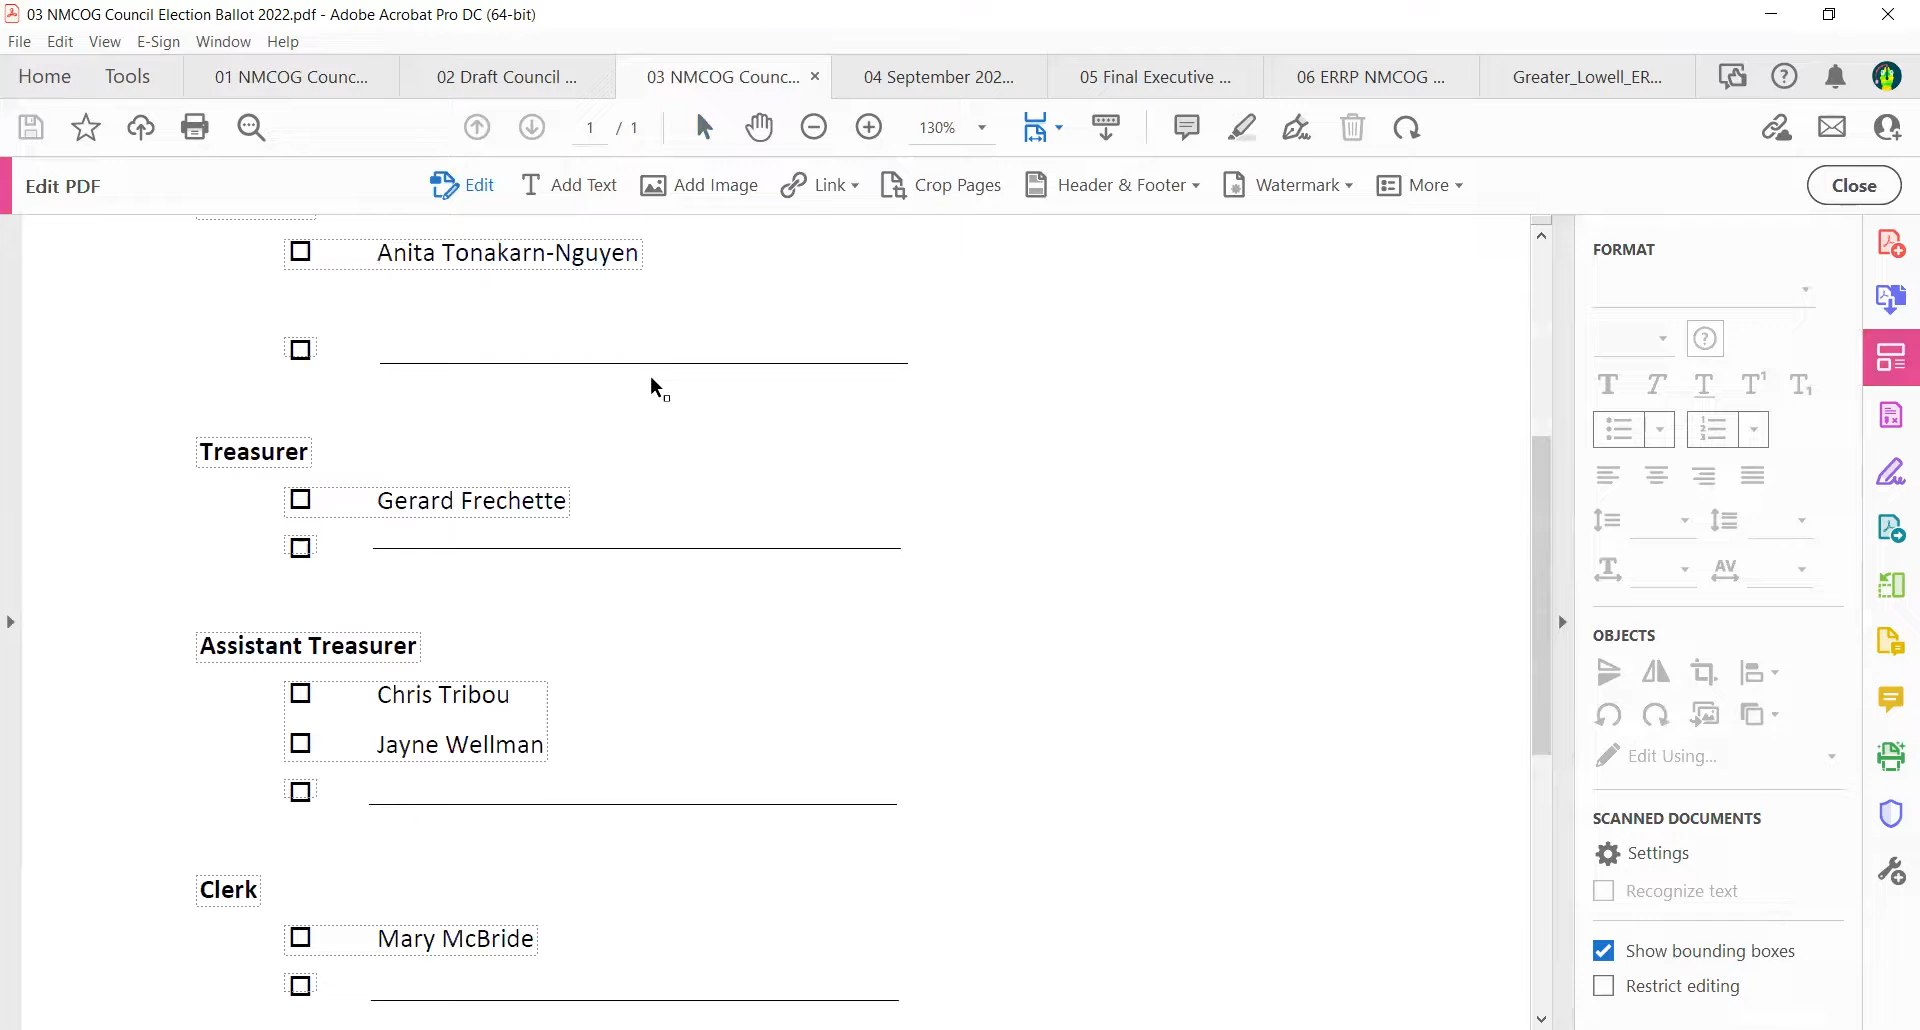 03 NMCOG Council Election Ballot 2022.pdf - Adobe Acrobat Pro DC (64-bit)
File Edit View E-Sign Window Help
Home Tools 01 NMCOG Counc... 02 Draft Council ... 03 NMCOG Counc... × 04 September 202... 05 Final Executive ... 06 ERRP NMCOG ... Greater_Lowell_ER...
1 / 1 130%
Edit PDF Edit Add Text Add Image Link Crop Pages Header & Footer Watermark More Close
Anita Tonakarn-Nguyen
Treasurer
Gerard Frechette
Assistant Treasurer
Chris Tribou
Jayne Wellman
Clerk
Mary McBride
FORMAT
OBJECTS
Edit Using...
SCANNED DOCUMENTS
Settings
Recognize text
Show bounding boxes
Restrict editing